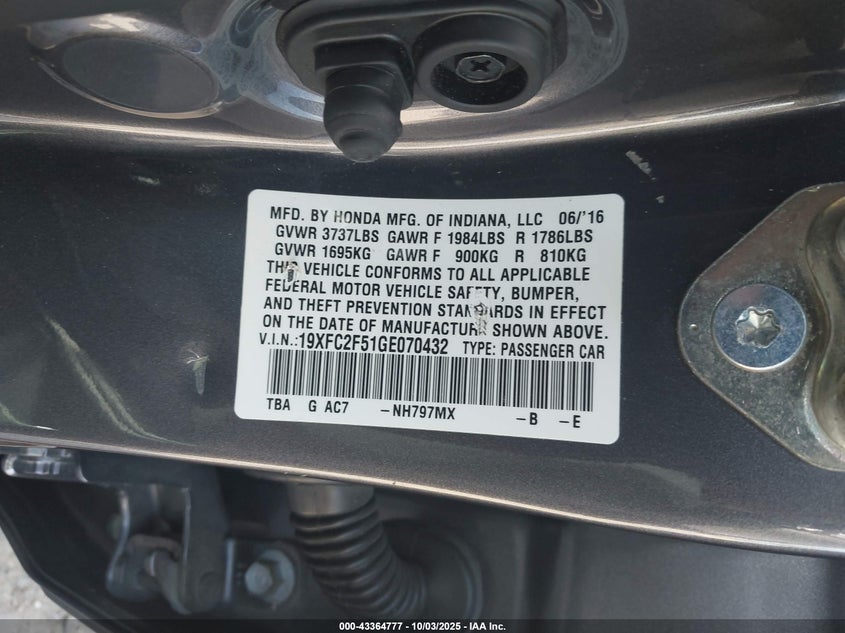 MFD. BY HONDA MFG. OF INDIANA, LLC 06/'16
GVWR 3737LBS GAWR F 1984LBS R 1786LBS
GVWR 1695KG GAWR F 900KG R 810KG
THIS VEHICLE CONFORMS TO ALL APPLICABLE
FEDERAL MOTOR VEHICLE SAFETY, BUMPER,
AND THEFT PREVENTION STANDARDS IN EFFECT
ON THE DATE OF MANUFACTURE SHOWN ABOVE.
V.I.N.:19XFC2F51GE070432 TYPE: PASSENGER CAR
TBA G AC7 -NH797MX -B -E
000-43364777 - 10/03/2025 - IAA Inc.